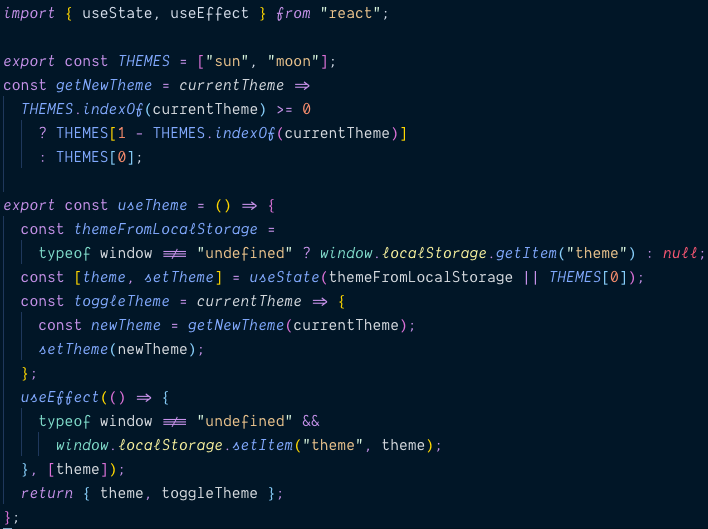 import { useState, useEffect } from "react";
export const THEMES = ["sun", "moon"];
const getNewTheme = currentTheme =>
  THEMES.indexOf(currentTheme) >= 0
    ? THEMES[1 - THEMES.indexOf(currentTheme)]
    : THEMES[0];
export const useTheme = () => {
  const themeFromLocalStorage =
    typeof window !== "undefined" ? window.localStorage.getItem("theme") : null;
  const [theme, setTheme] = useState(themeFromLocalStorage || THEMES[0]);
  const toggleTheme = currentTheme => {
    const newTheme = getNewTheme(currentTheme);
    setTheme(newTheme);
  };
  useEffect(() => {
    typeof window !== "undefined" &&
      window.localStorage.setItem("theme", theme);
  }, [theme]);
  return { theme, toggleTheme };
};